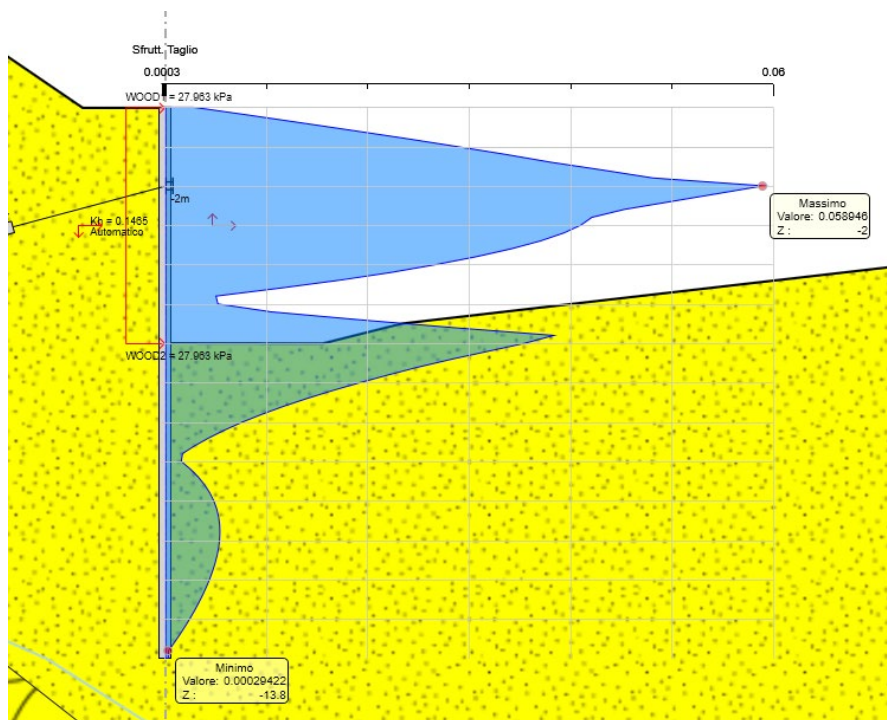 Sfrutt. Taglio
0.0003
0.06
WOOD1 = 27.963 kPa
-2m
Massimo
Valore: 0.058946
Z : -2
Kh = 0.1465
Automatico
WOOD2 = 27.963 kPa
Minimo
Valore: 0.00029422
Z : -13.8